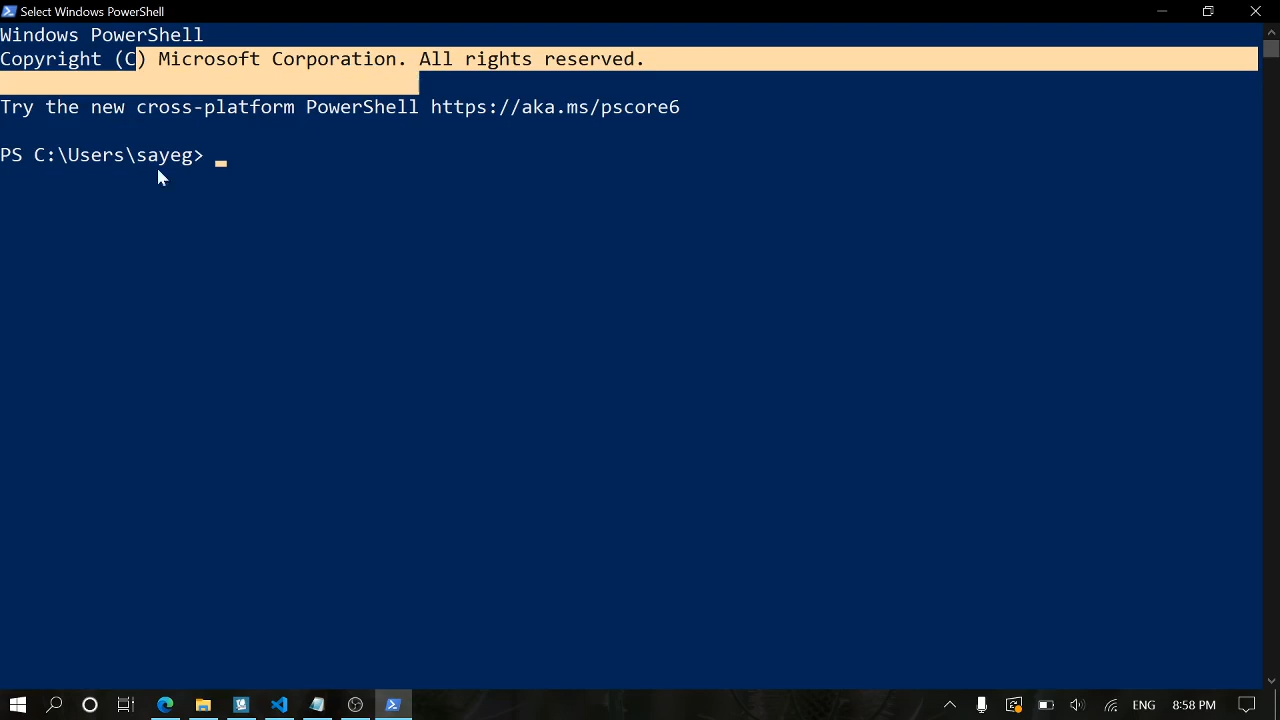 Select Windows PowerShell
Windows PowerShell
Copyright (C) Microsoft Corporation. All rights reserved.
Try the new cross-platform PowerShell https://aka.ms/pscore6
PS C:\Users\sayeg>
ENG
8:58 PM